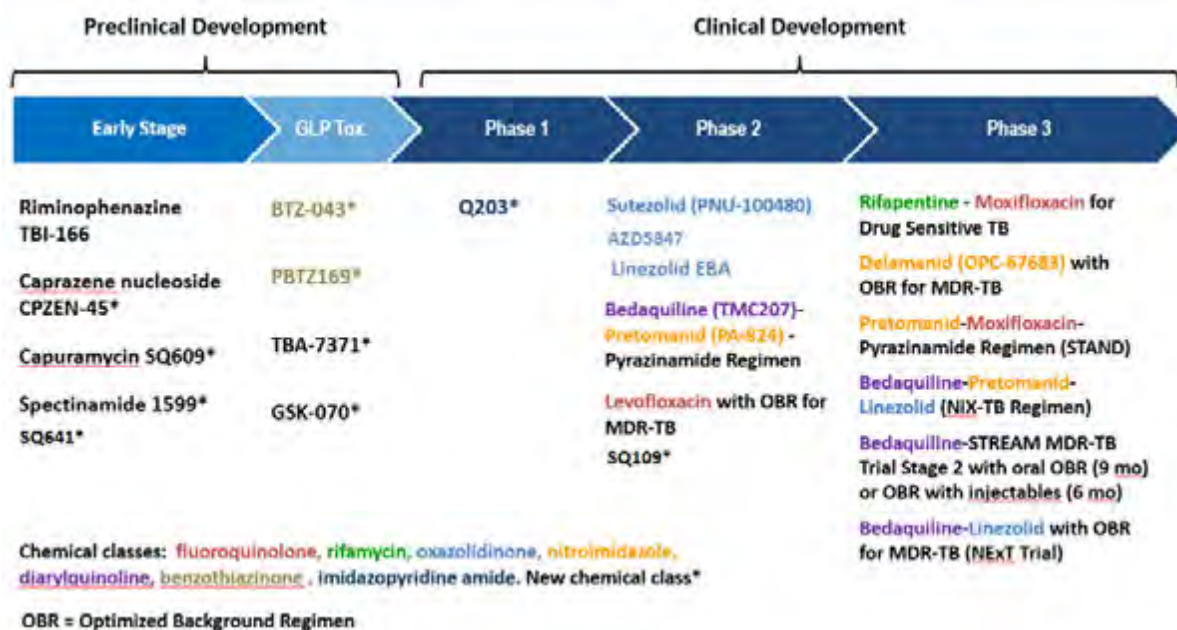 Preclinical Development
Clinical Development
Early Stage
GLP Tox.
Phase 1
Phase 2
Phase 3
Riminophenazine
TBI-166
Caprazene nucleoside
CPZEN-45*
Capuramycin SQ609*
Spectinamide 1599*
SQ641*
BTZ-043*
PBTZ169*
TBA-7371*
GSK-070*
Q203*
Sutezolid (PNU-100480)
AZD5847
Linezolid EBA
Bedaquiline (TMC207)-
Pretomanid (PA-824) -
Pyrazinamide Regimen
Levofloxacin with OBR for
MDR-TB
SQ109*
Rifapentine - Moxifloxacin for
Drug Sensitive TB
Delamanid (OPC-67683) with
OBR for MDR-TB
Pretomanid-Moxifloxacin-
Pyrazinamide Regimen (STAND)
Bedaquiline-Pretomanid-
Linezolid (NiX-TB Regimen)
Bedaquiline-STREAM MDR-TB
Trial Stage 2 with oral OBR (9 mo)
or OBR with injectables (6 mo)
Bedaquiline-Linezolid with OBR
for MDR-TB (NExT Trial)
Chemical classes: fluoroquinolone, rifamycin, oxazolidinone, nitroimidazole,
diarylquinoline, benzothiazinone , imidazopyridine amide. New chemical class*
OBR = Optimized Background Regimen